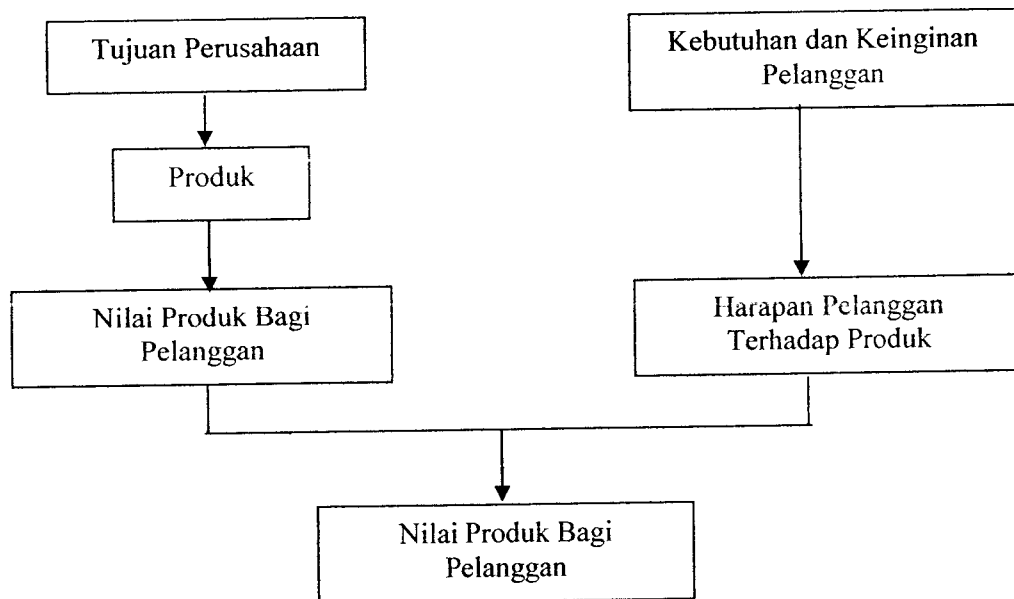 Tujuan Perusahaan
Kebutuhan dan Keinginan
Pelanggan
Produk
Nilai Produk Bagi
Pelanggan
Harapan Pelanggan
Terhadap Produk
Nilai Produk Bagi
Pelanggan